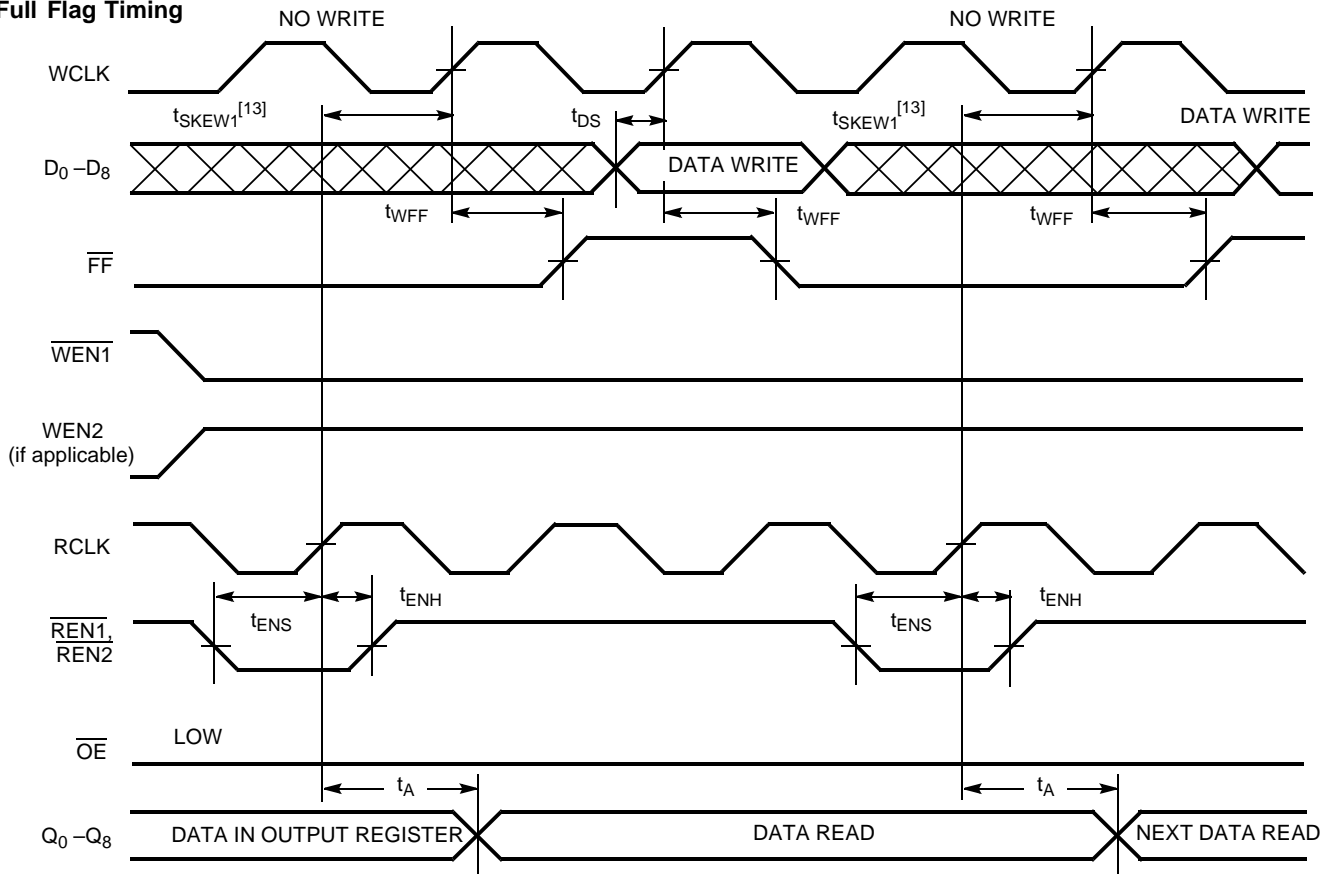 Full Flag Timing
NO WRITE NO WRITE
WCLK
tSKEW1[13] tDS tSKEW1[13] DATA WRITE
D0 –D8 DATA WRITE
tWFF tWFF tWFF
FF
WEN1
WEN2
(if applicable)
RCLK
tENS tENH tENS tENH
REN1,
REN2
LOW
OE
tA tA
Q0 –Q8 DATA IN OUTPUT REGISTER DATA READ NEXT DATA READ